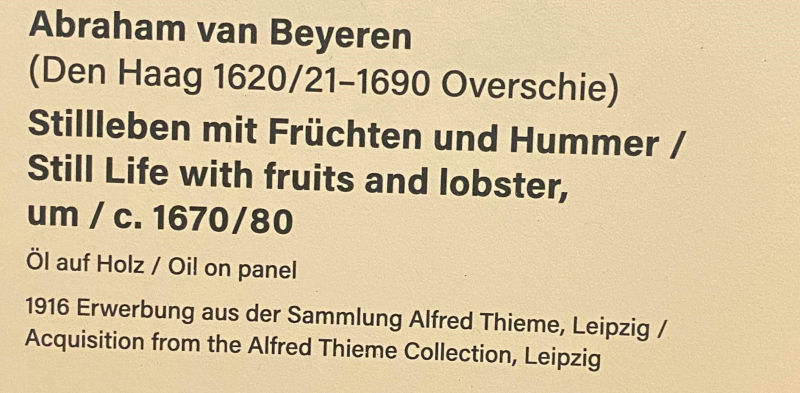 Abraham van Beyeren
(Den Haag 1620/21–1690 Overschie)
Stillleben mit Früchten und Hummer /
Still Life with fruits and lobster,
um / c. 1670/80
Öl auf Holz / Oil on panel
1916 Erwerbung aus der Sammlung Alfred Thieme, Leipzig /
Acquisition from the Alfred Thieme Collection, Leipzig